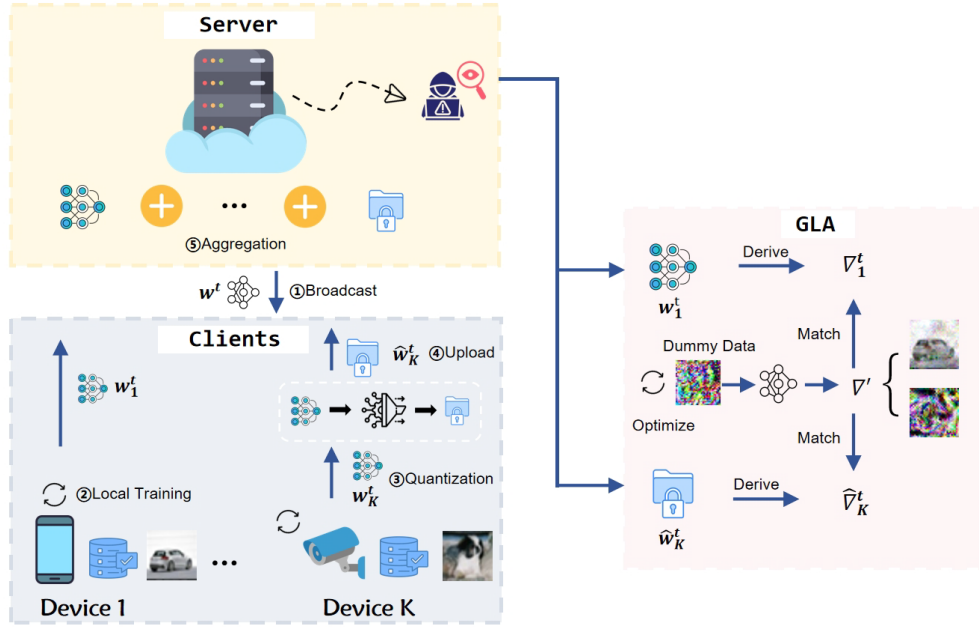 Server
...
⑤Aggregation
w^t
①Broadcast
Clients
w_1^t
ŵ_K^t
④Upload
w_K^t
③Quantization
②Local Training
...
Device 1
Device K
GLA
w_1^t
Derive
∇_1^t
Match
Dummy Data
Optimize
∇′
{
Match
ŵ_K^t
Derive
∇̂_K^t